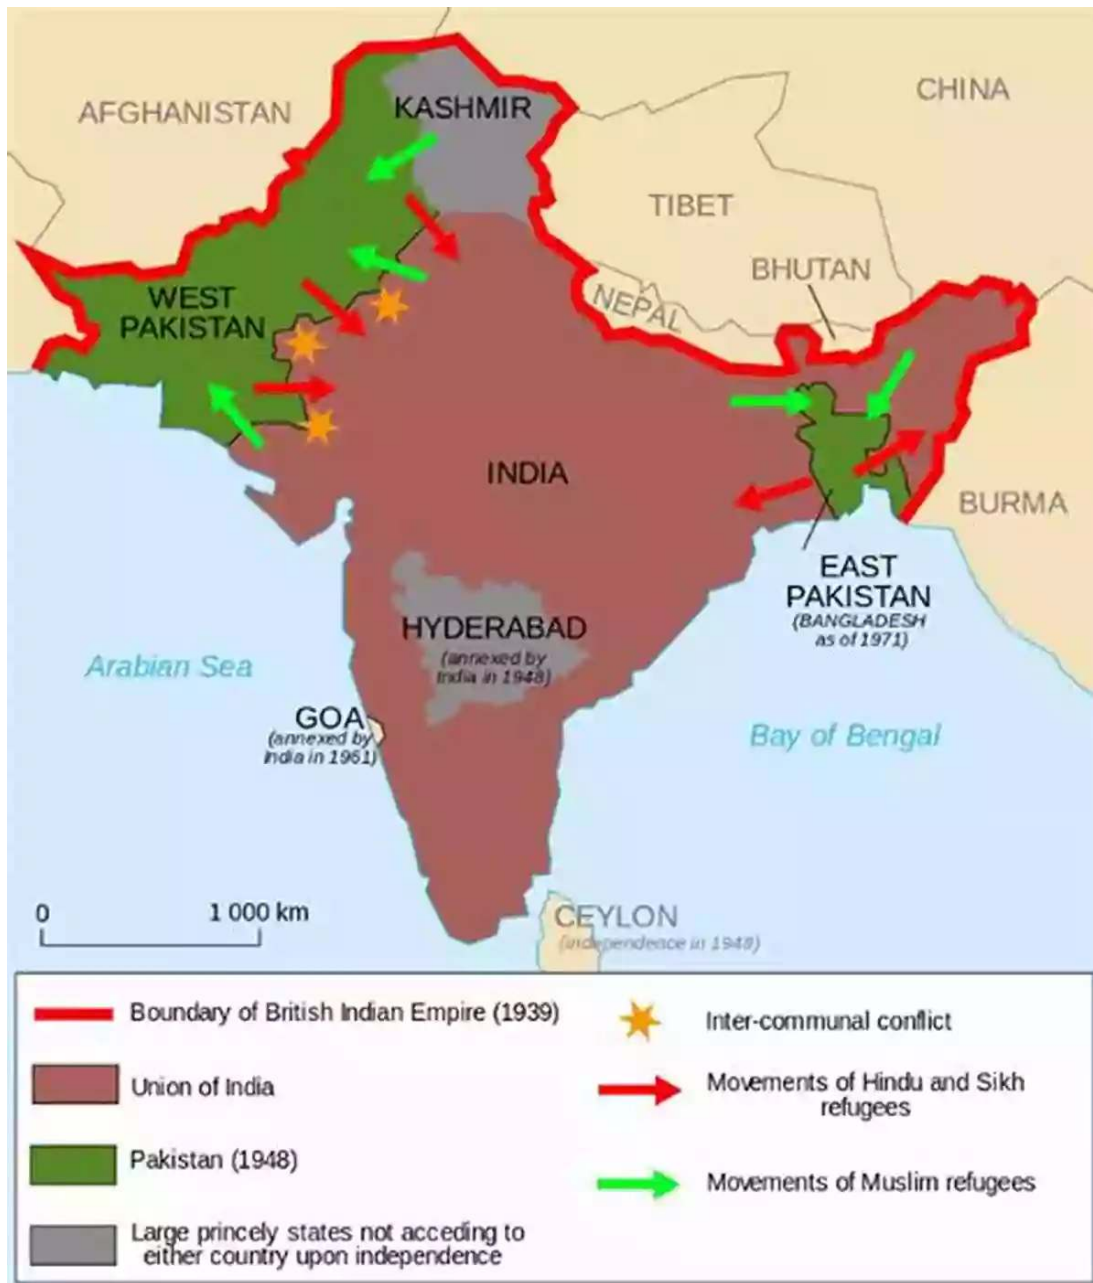 CHINA
AFGHANISTAN
KASHMIR
TIBET
BHUTAN
NEPAL
WEST
PAKISTAN
INDIA
BURMA
EAST
PAKISTAN
(BANGLADESH
as of 1971)
HYDERABAD
(annexed by
India in 1948)
Arabian Sea
GOA
(annexed by
India in 1961)
Bay of Bengal
0 1 000 km
CEYLON
(independence in 1948)
Boundary of British Indian Empire (1939)
Union of India
Pakistan (1948)
Large princely states not acceding to
either country upon independence
Inter-communal conflict
Movements of Hindu and Sikh
refugees
Movements of Muslim refugees